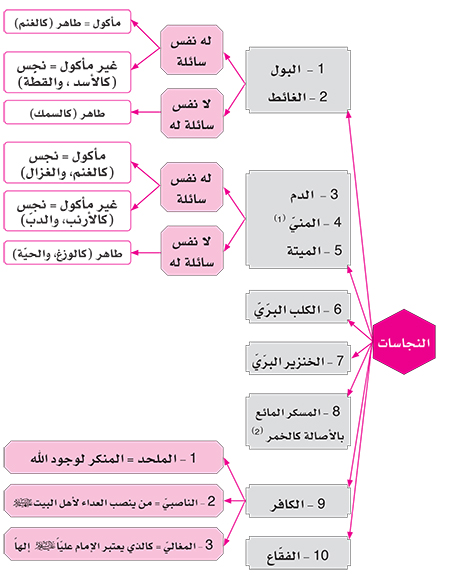 النجاسات
1 - البول
2 - الغائط
له نفس
سائلة
مأكول = طاهر (كالغنم)
غير مأكول = نجس
(كالأسد، والقطة)
لا نفس
سائلة له
طاهر (كالسمك)
3 - الدم
4 - المنيّ (1)
5 - الميتة
له نفس
سائلة
مأكول = نجس
(كالغنم، والغزال)
غير مأكول = نجس
(كالأرنب، والدبّ)
لا نفس
سائلة له
طاهر (كالوزغ، والحيّة)
6 - الكلب البرّيّ
7 - الخنزير البرّيّ
8 - المسكر المائع
بالأصالة كالخمر (2)
9 - الكافر
1 - الملحد = المنكر لوجود الله
2 - الناصبيّ = من ينصب العداء لأهل البيت
3 - المغاليّ = كالذي يعتبر الإمام عليّاً إلهاً
10 - الفقّاع